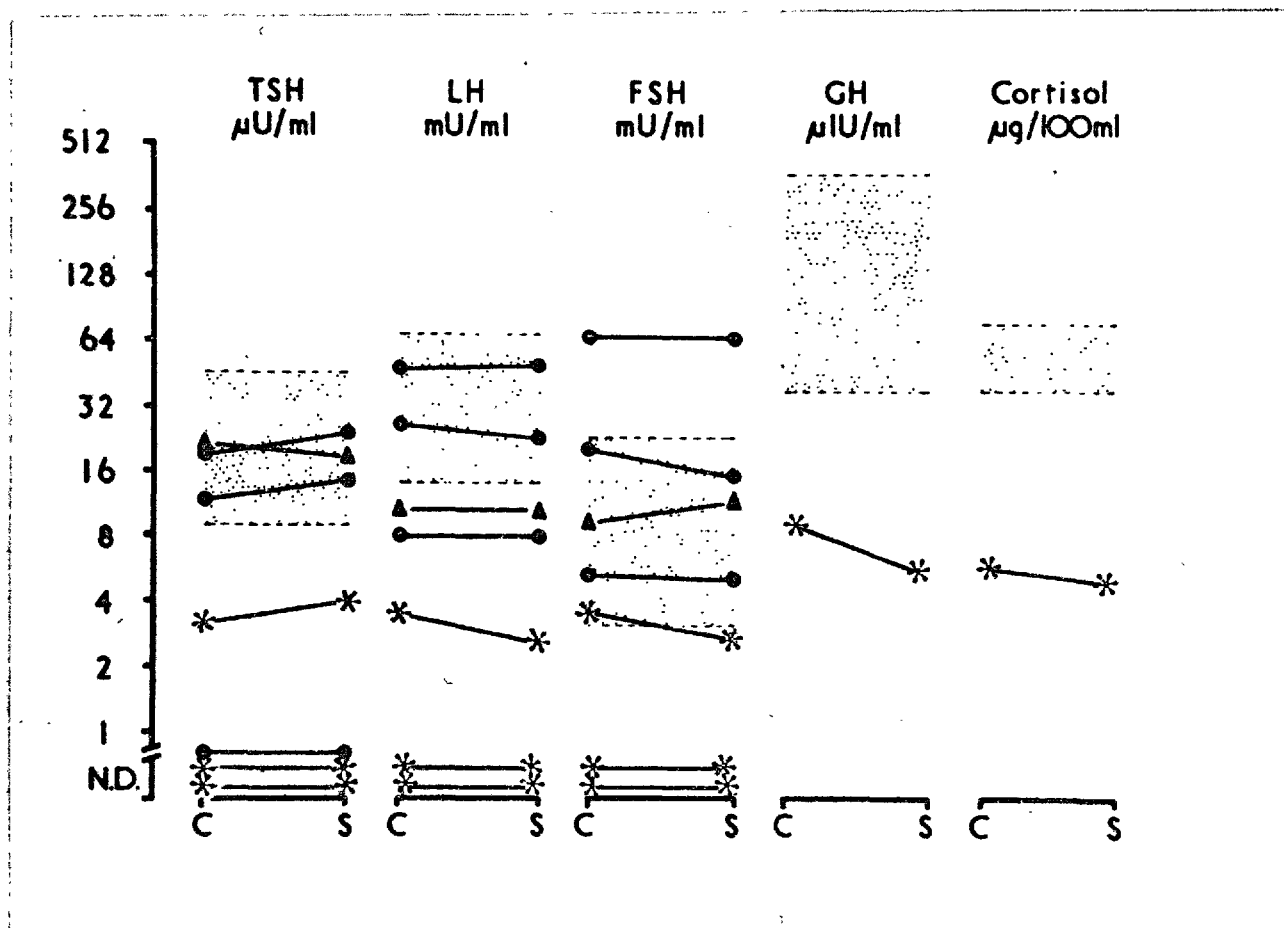 TSH LH FSH GH Cortisol
µU/ml mU/ml mU/ml µIU/ml µg/100ml
512
256
128
64
32
16
8
4
2
1
N.D.
C S C S C S C S C S